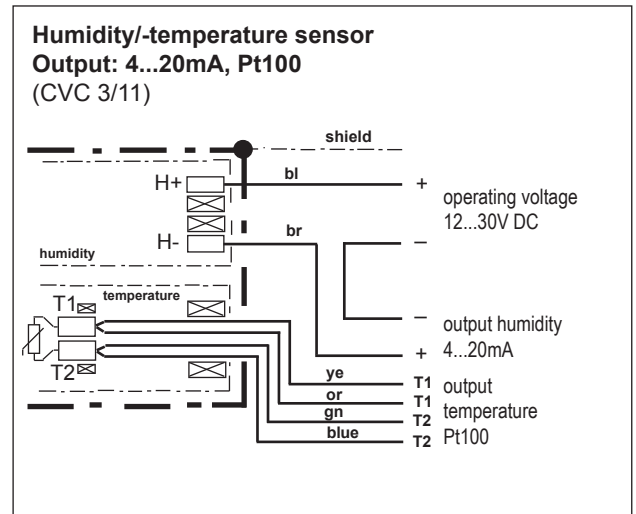 Humidity/-temperature sensor
Output: 4...20mA, Pt100
(CVC 3/11)
shield
H+
bl
+
operating voltage
12...30V DC
H-
br
–
humidity
temperature
T1
–
output humidity
+
4...20mA
T2
ye
T1
output
or
T1
temperature
gn
T2
Pt100
blue
T2